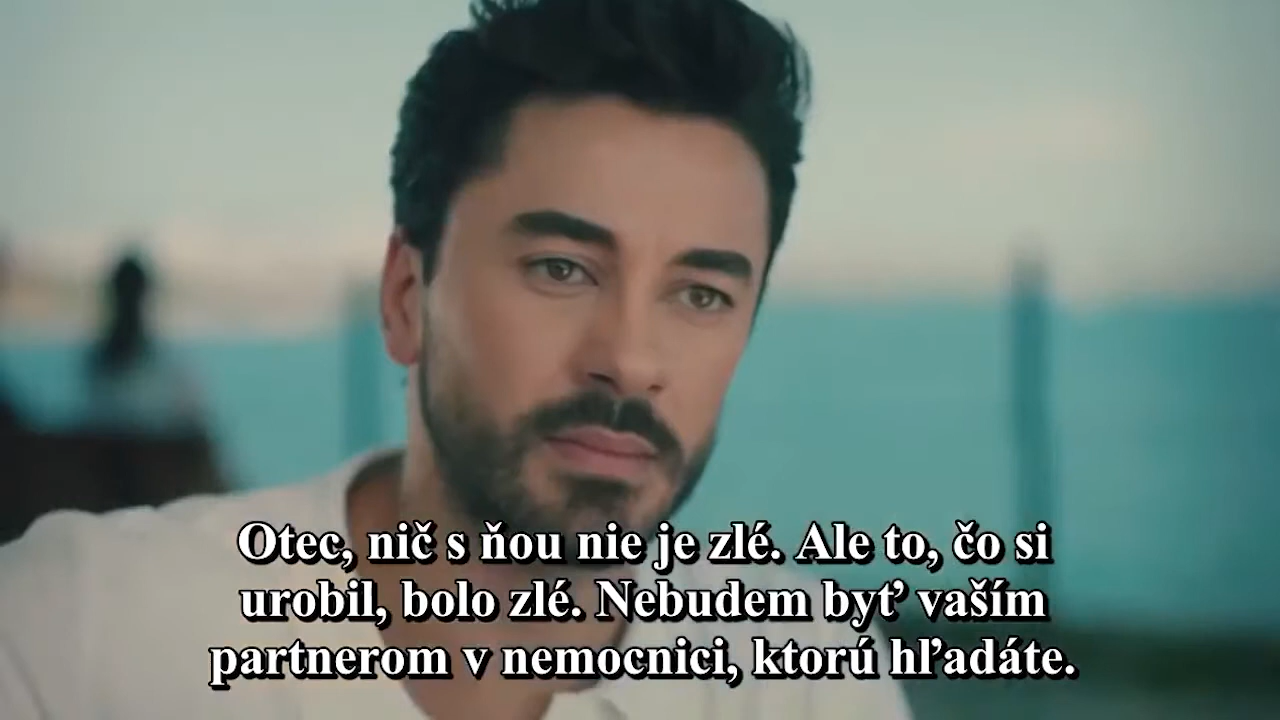 Otec, nič s ňou nie je zlé. Ale to, čo si
urobil, bolo zlé. Nebudem byť vaším
partnerom v nemocnici, ktorú hľadáte.